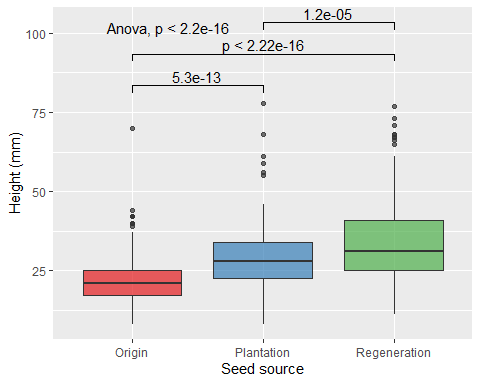 1.2e-05
Anova, p < 2.2e-16
p < 2.22e-16
5.3e-13
100
75
50
25
Height (mm)
Origin
Plantation
Regeneration
Seed source